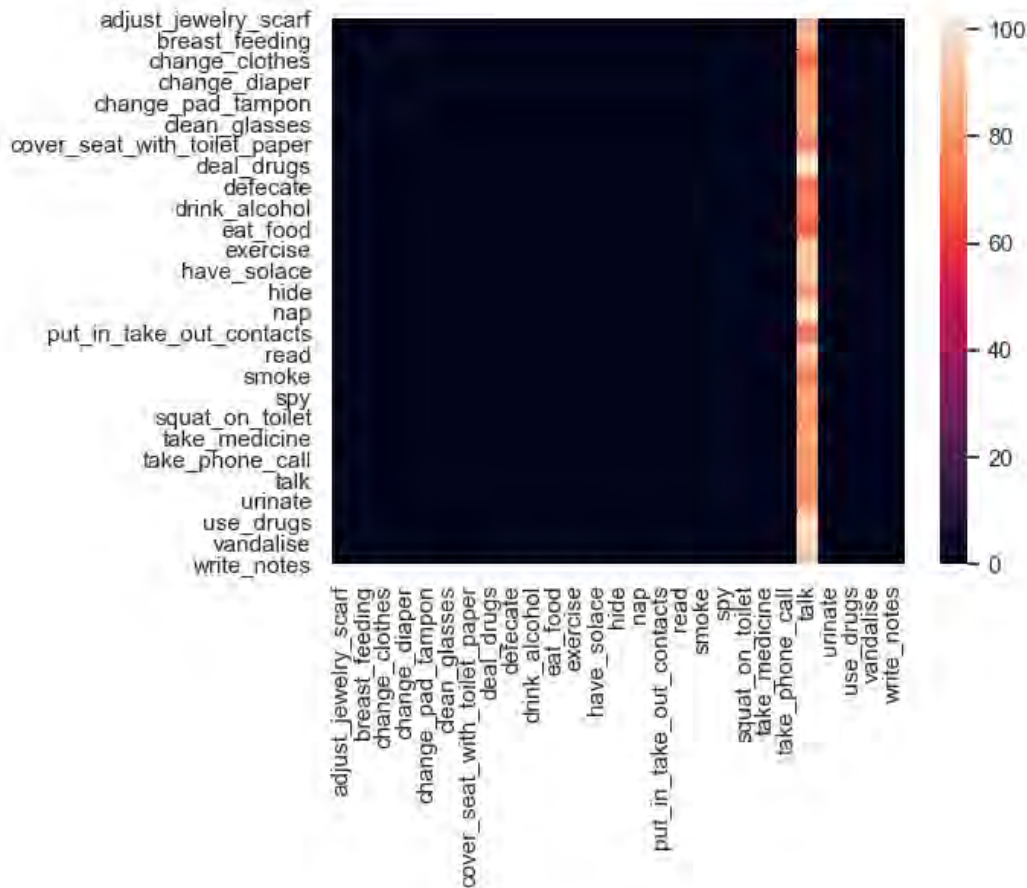 adjust_jewelry_scarf
breast_feeding
change_clothes
change_diaper
change_pad_tampon
clean_glasses
cover_seat_with_toilet_paper
deal_drugs
defecate
drink_alcohol
eat_food
exercise
have_solace
hide
nap
put_in_take_out_contacts
read
smoke
spy
squat_on_toilet
take_medicine
take_phone_call
talk
urinate
use_drugs
vandalise
write_notes
100
80
60
40
20
0
adjust_jewelry_scarf
breast_feeding
change_clothes
change_diaper
change_pad_tampon
clean_glasses
cover_seat_with_toilet_paper
deal_drugs
defecate
drink_alcohol
eat_food
exercise
have_solace
hide
nap
put_in_take_out_contacts
read
smoke
spy
squat_on_toilet
take_medicine
take_phone_call
talk
urinate
use_drugs
vandalise
write_notes